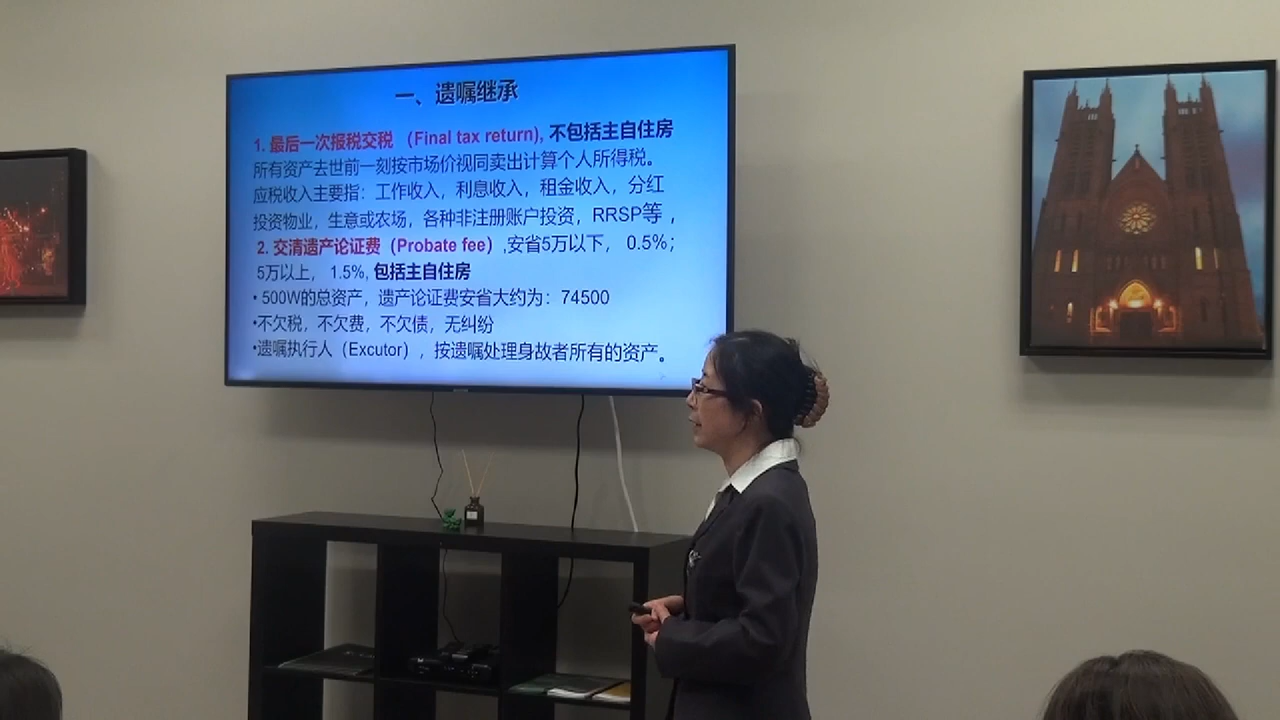 一、遗嘱继承
1. 最后一次报税交税 （Final tax return), 不包括主自住房
所有资产去世前一刻按市场价视同卖出计算个人所得税。
应税收入主要指：工作收入，利息收入，租金收入，分红
投资物业，生意或农场，各种非注册账户投资，RRSP等 ，
2. 交清遗产论证费（Probate fee）,安省5万以下， 0.5%；
5万以上， 1.5%, 包括主自住房
• 500W的总资产，遗产论证费安省大约为：74500
•不欠税，不欠费，不欠债，无纠纷
•遗嘱执行人（Excutor），按遗嘱处理身故者所有的资产。